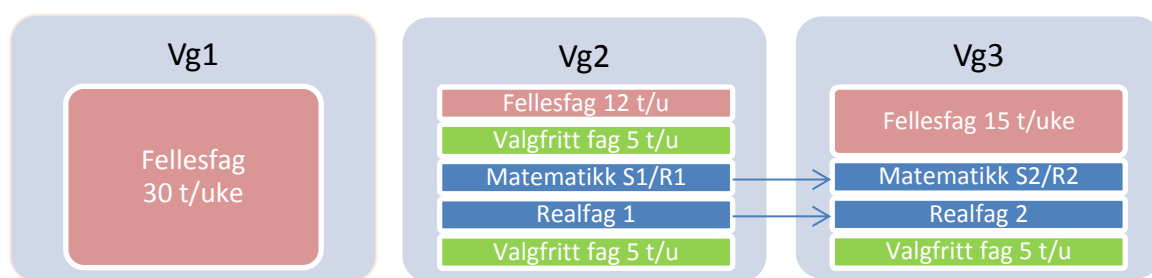 Vg1
Fellesfag
30 t/uke
Vg2
Fellesfag 12 t/u
Valgfritt fag 5 t/u
Matematikk S1/R1
Realfag 1
Valgfritt fag 5 t/u
Vg3
Fellesfag 15 t/uke
Matematikk S2/R2
Realfag 2
Valgfritt fag 5 t/u